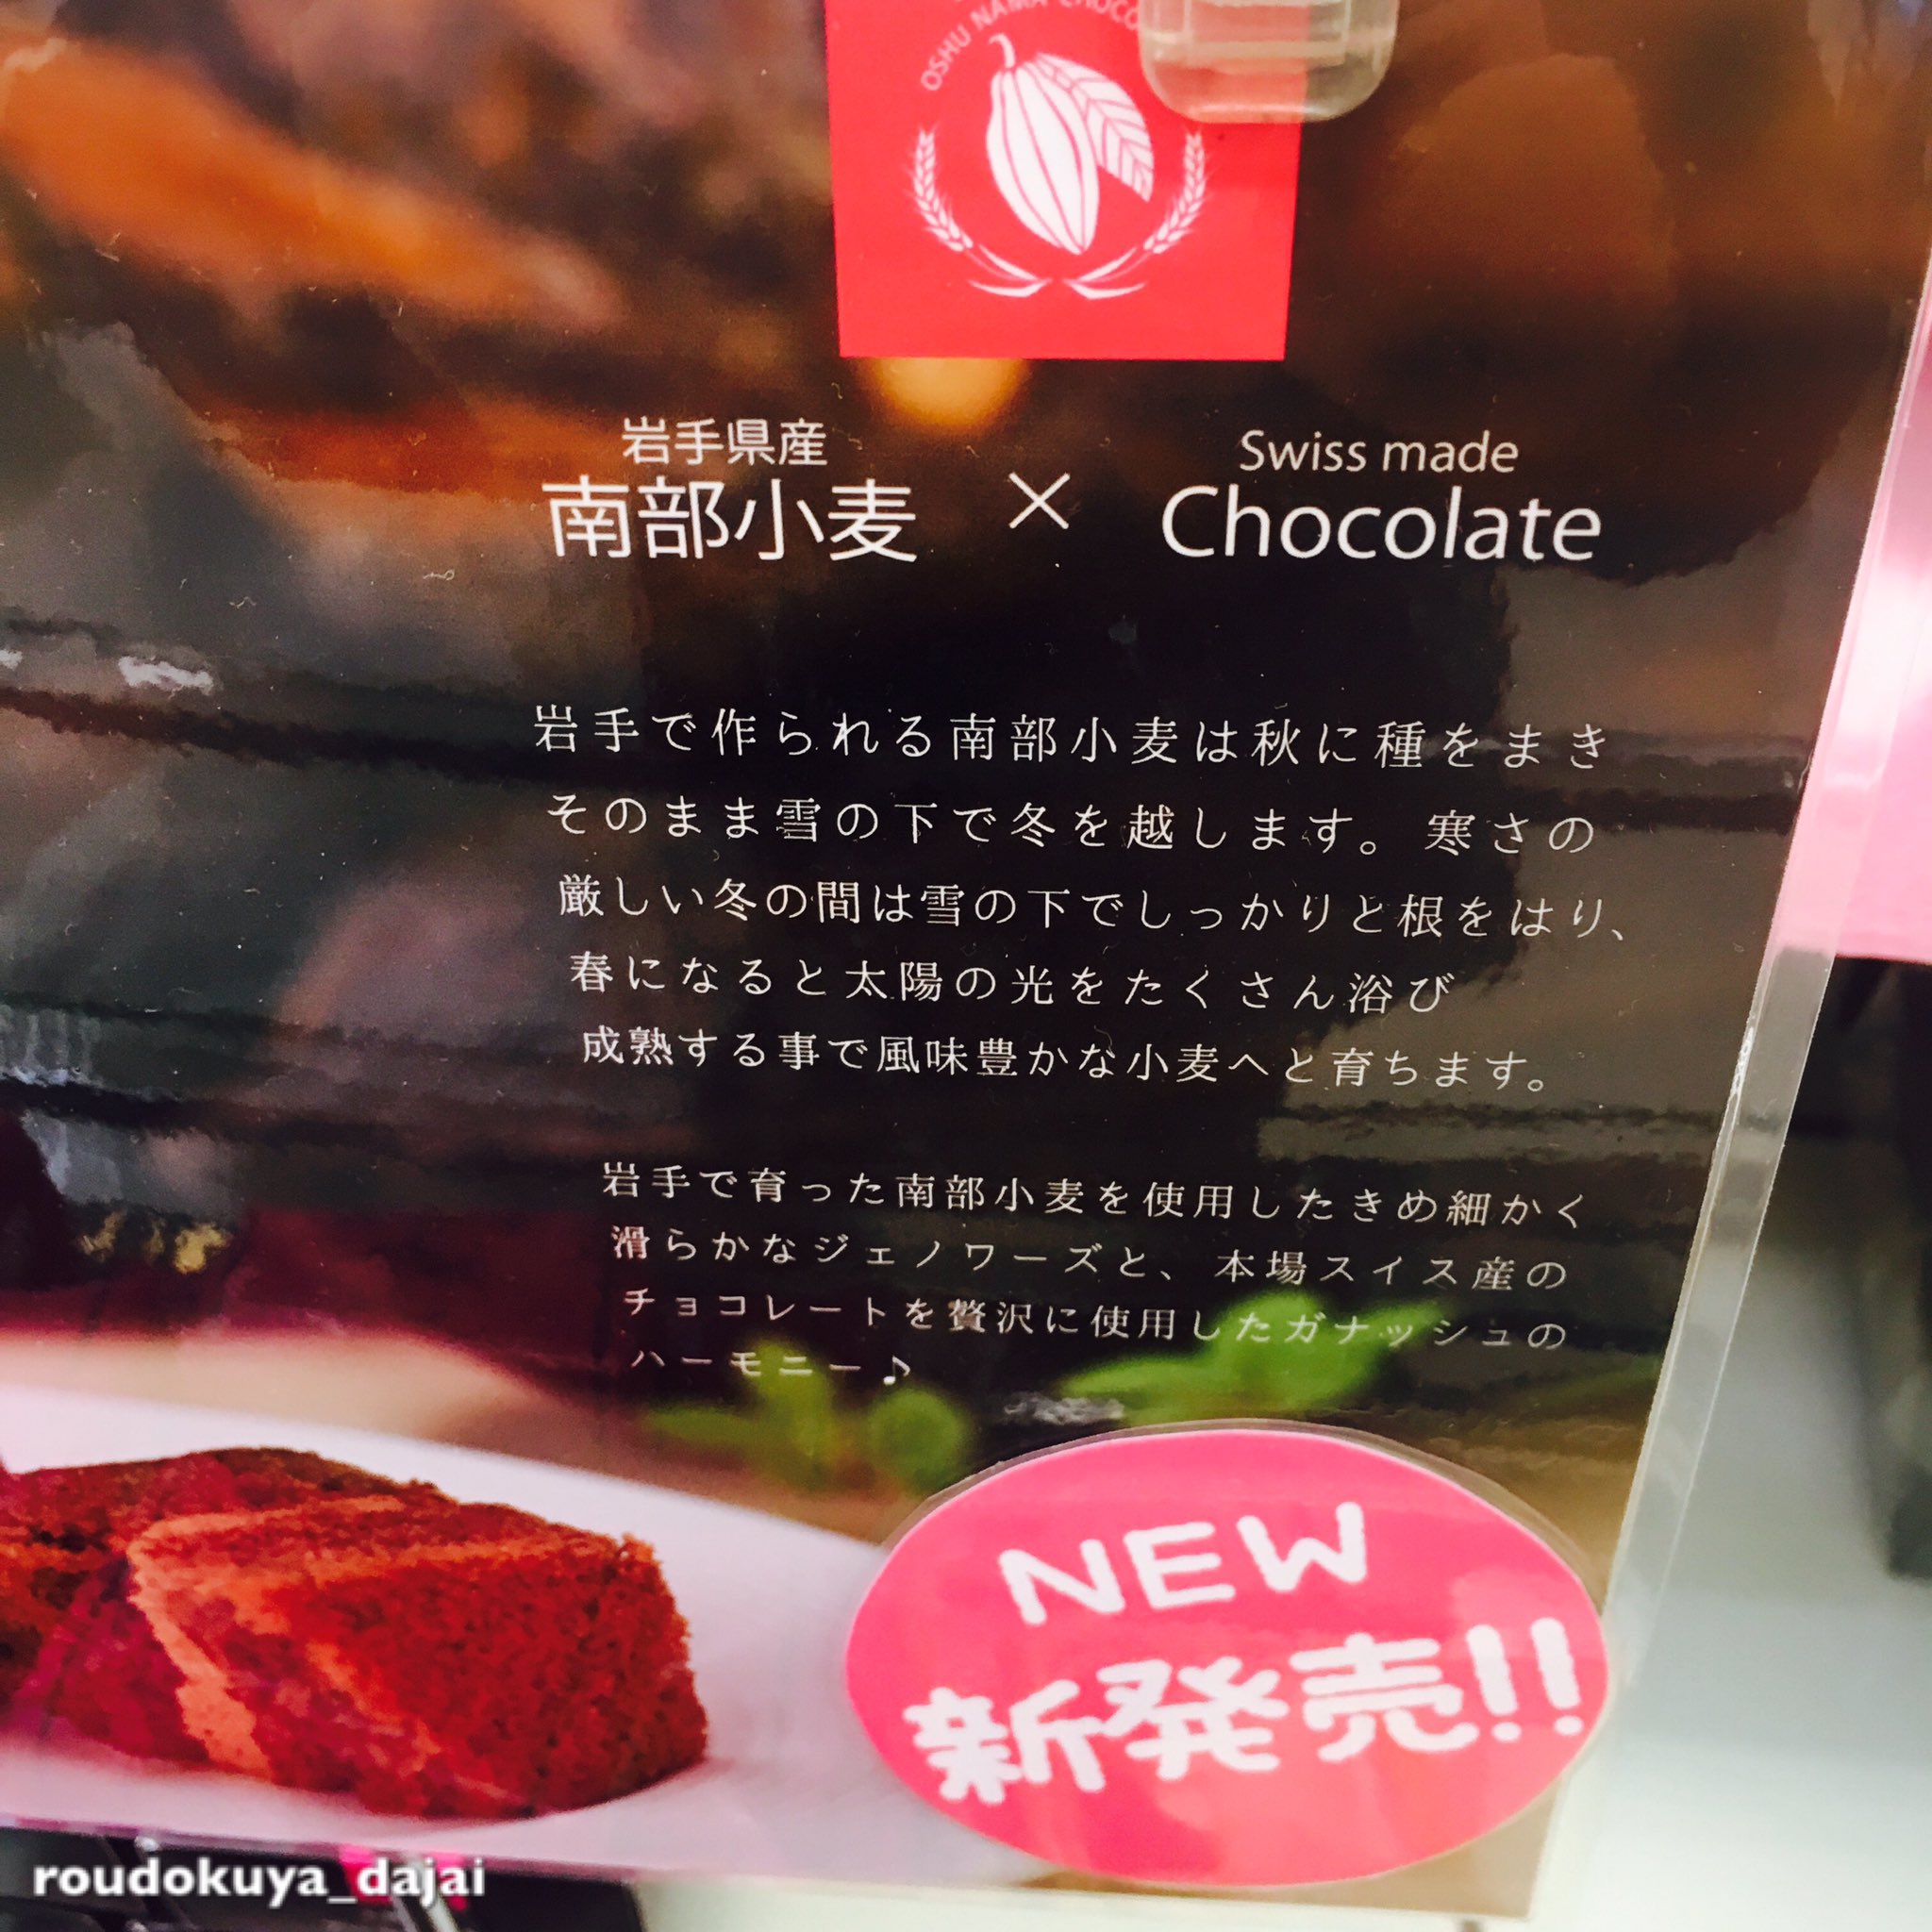 OSHU NAMA CHOCO
岩手県産
南部小麦 × Swiss made Chocolate
岩手で作られる南部小麦は秋に種をまき
そのまま雪の下で冬を越します。寒さの
厳しい冬の間は雪の下でしっかりと根をはり、
春になると太陽の光をたくさん浴び
成熟する事で風味豊かな小麦へと育ちます。
岩手で育った南部小麦を使用したきめ細かく
滑らかなジェノワーズと、本場スイス産の
チョコレートを贅沢に使用したガナッシュの
ハーモニー♪
NEW
新発売!!
roudokuya_dajai